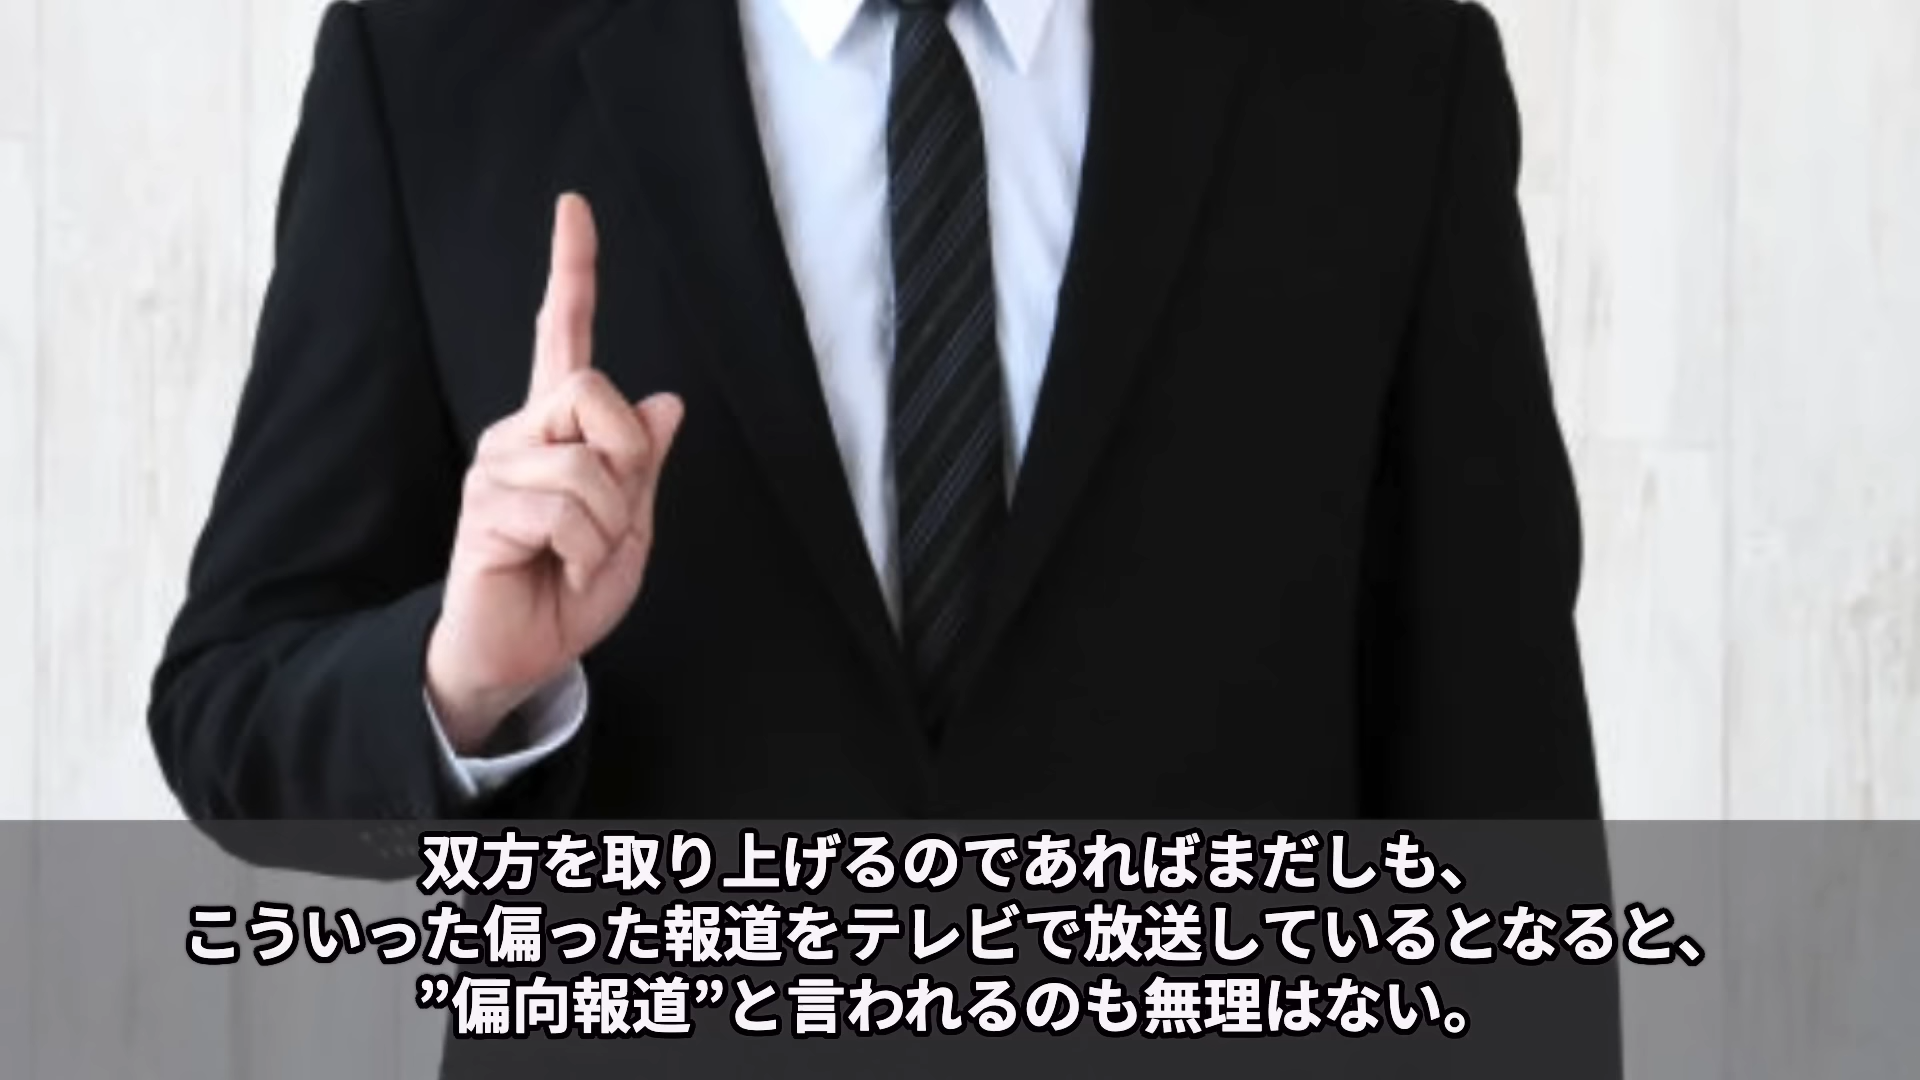 双方を取り上げるのであればまだしも、
こういった偏った報道をテレビで放送しているとなると、
”偏向報道”と言われるのも無理はない。